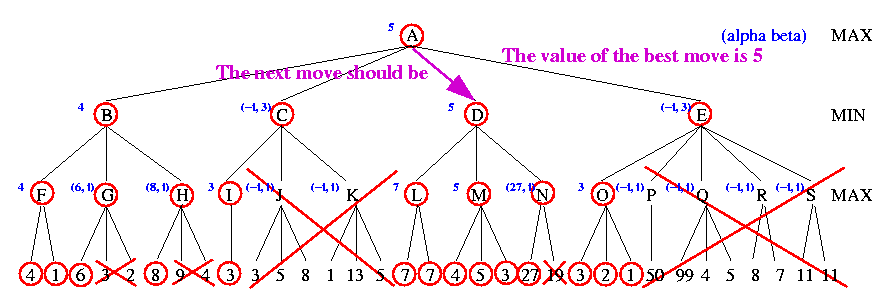 5 A (alpha beta) MAX
The value of the best move is 5
The next move should be
4 B (-1, 3) C 5 D (-1, 3) E MIN
4 F (6, 1) G (8, 1) H 3 I (-1, 1) J (-1, 1) K 7 L 5 M (27, 1) N 3 O (-1, 1) P (-1, 1) Q (-1, 1) R (-1, 1) S MAX
4 1 6 3 2 8 9 4 3 3 5 8 1 13 5 7 7 4 5 3 27 19 3 2 1 50 99 4 5 8 7 11 11